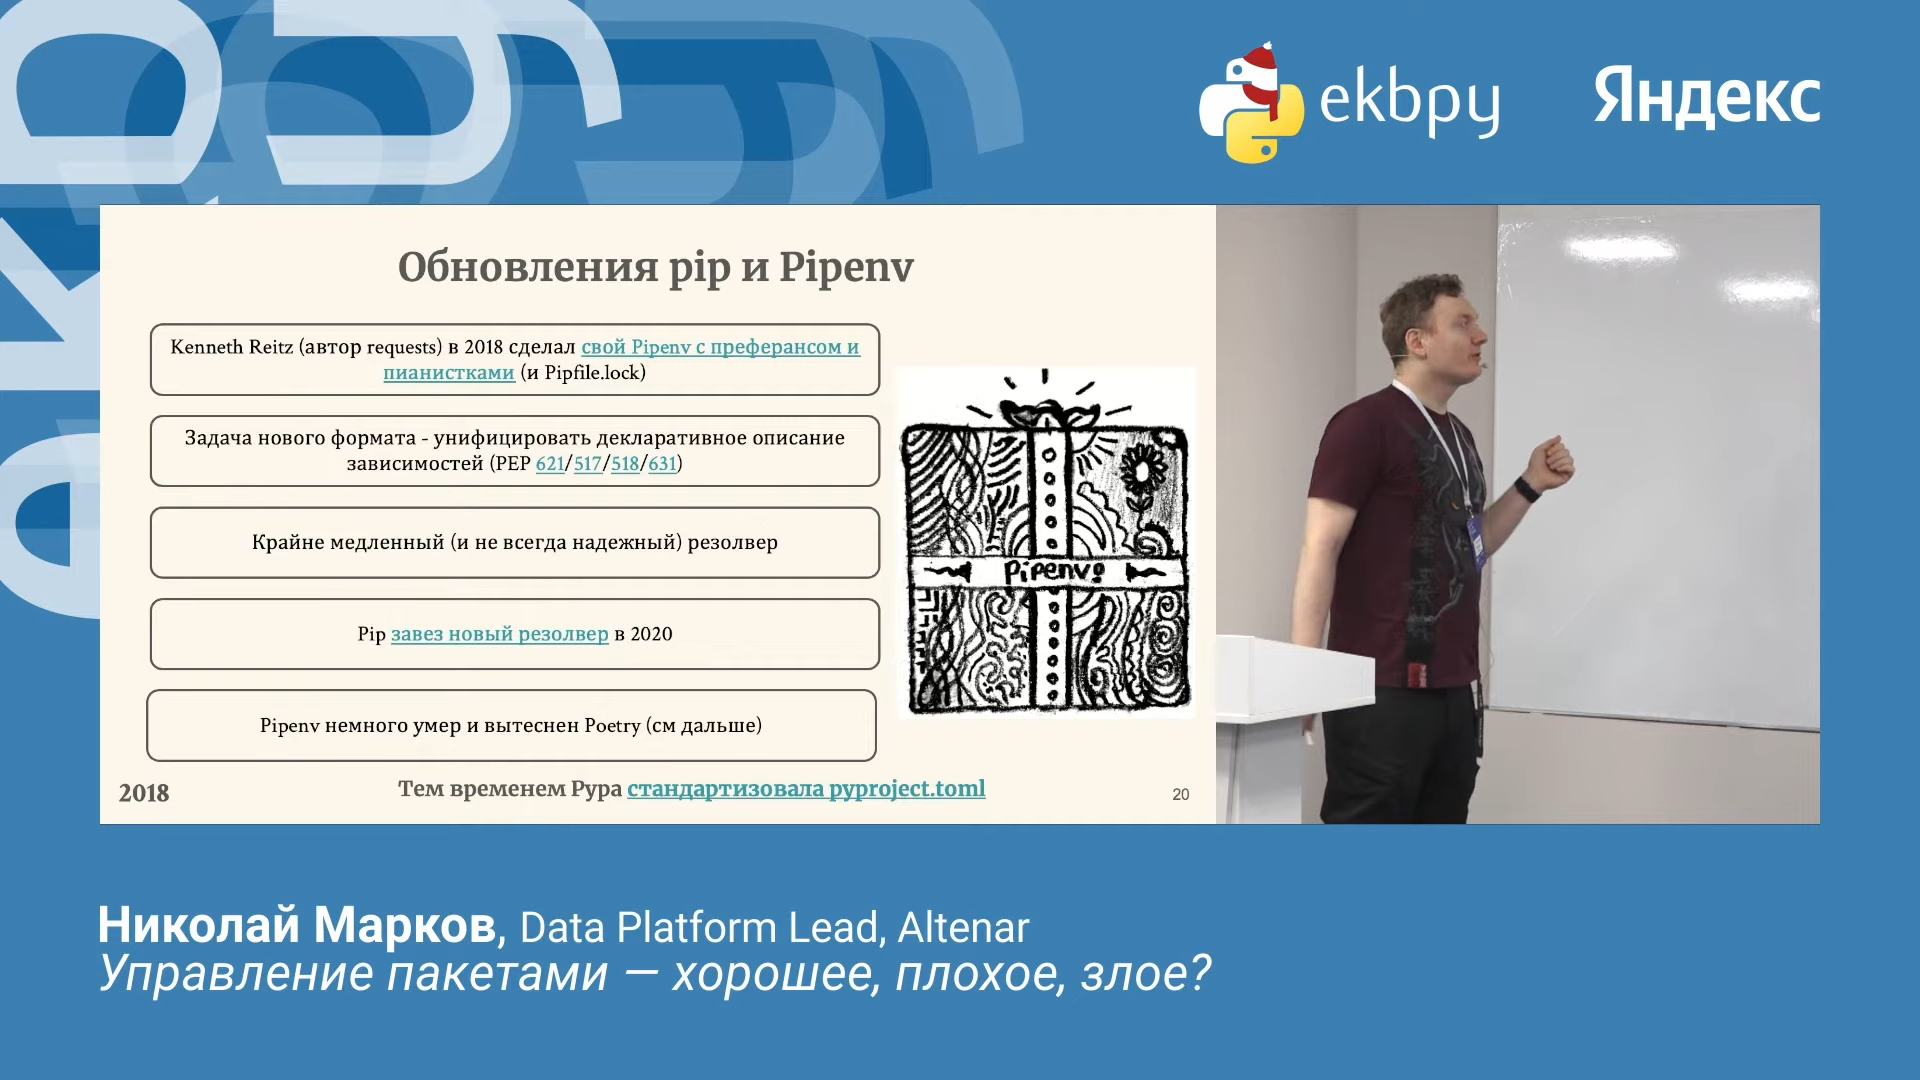 ekbpy
Яндекс
Обновления pip и Pipenv
Kenneth Reitz (автор requests) в 2018 сделал свой Pipenv с преферансом и
пианистками (и Pipfile.lock)
Задача нового формата - унифицировать декларативное описание
зависимостей (PEP 621/517/518/631)
Крайне медленный (и не всегда надежный) резолвер
Pip завез новый резолвер в 2020
Pipenv немного умер и вытеснен Poetry (см дальше)
pipenv
2018
Тем временем Pypa стандартизовала pyproject.toml
20
Николай Марков, Data Platform Lead, Altenar
Управление пакетами — хорошее, плохое, злое?